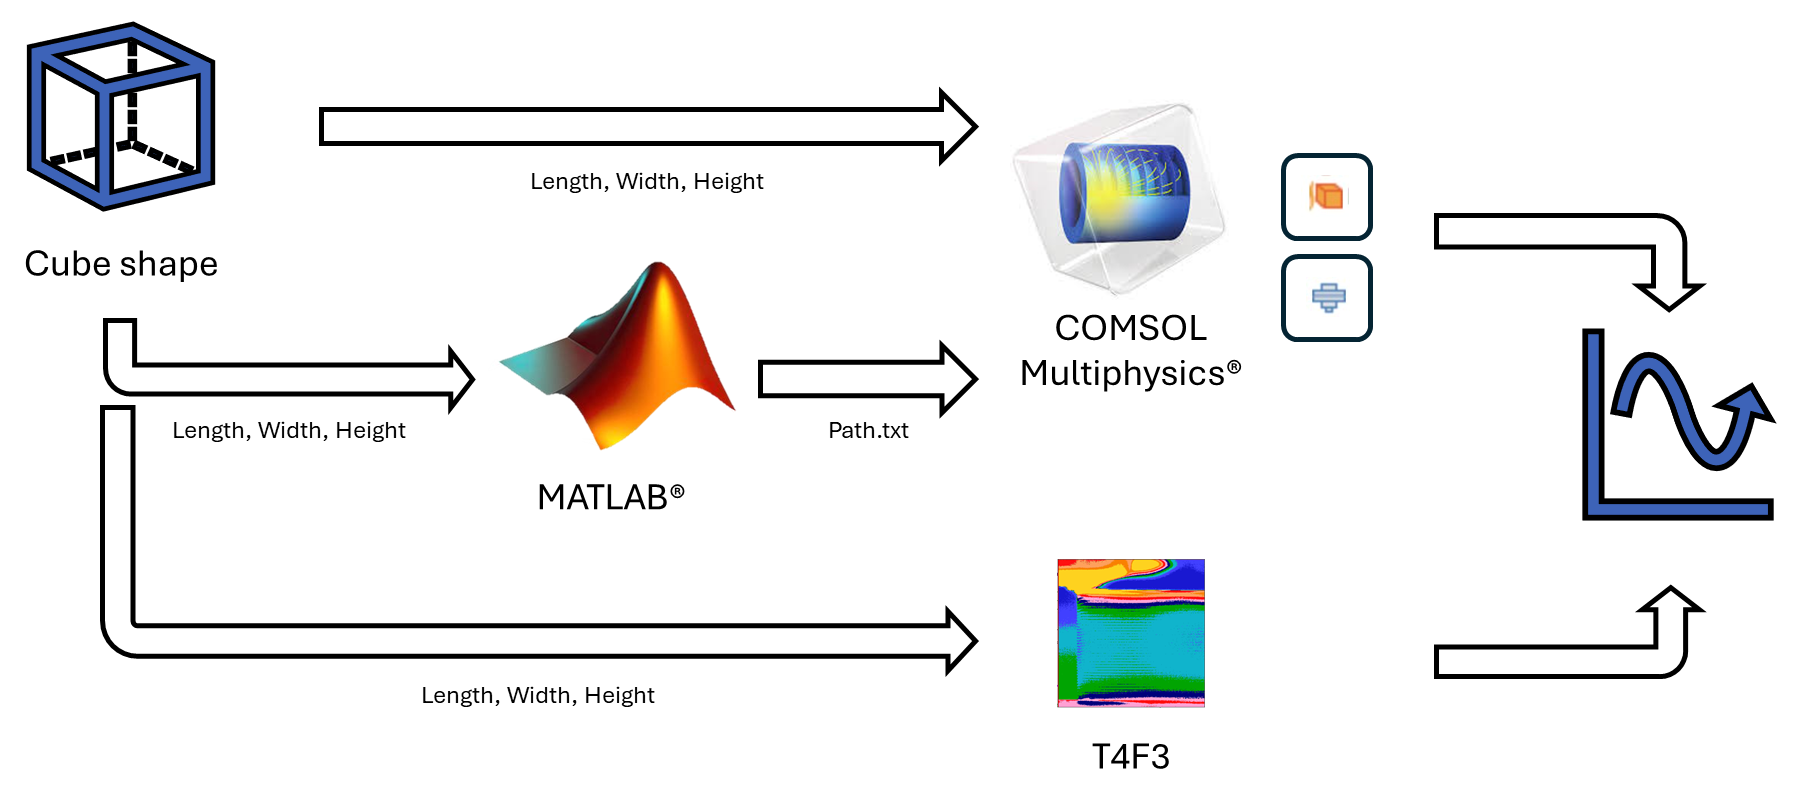 Length, Width, Height
Cube shape
COMSOL
Multiphysics®
Length, Width, Height
Path.txt
MATLAB®
Length, Width, Height
T4F3